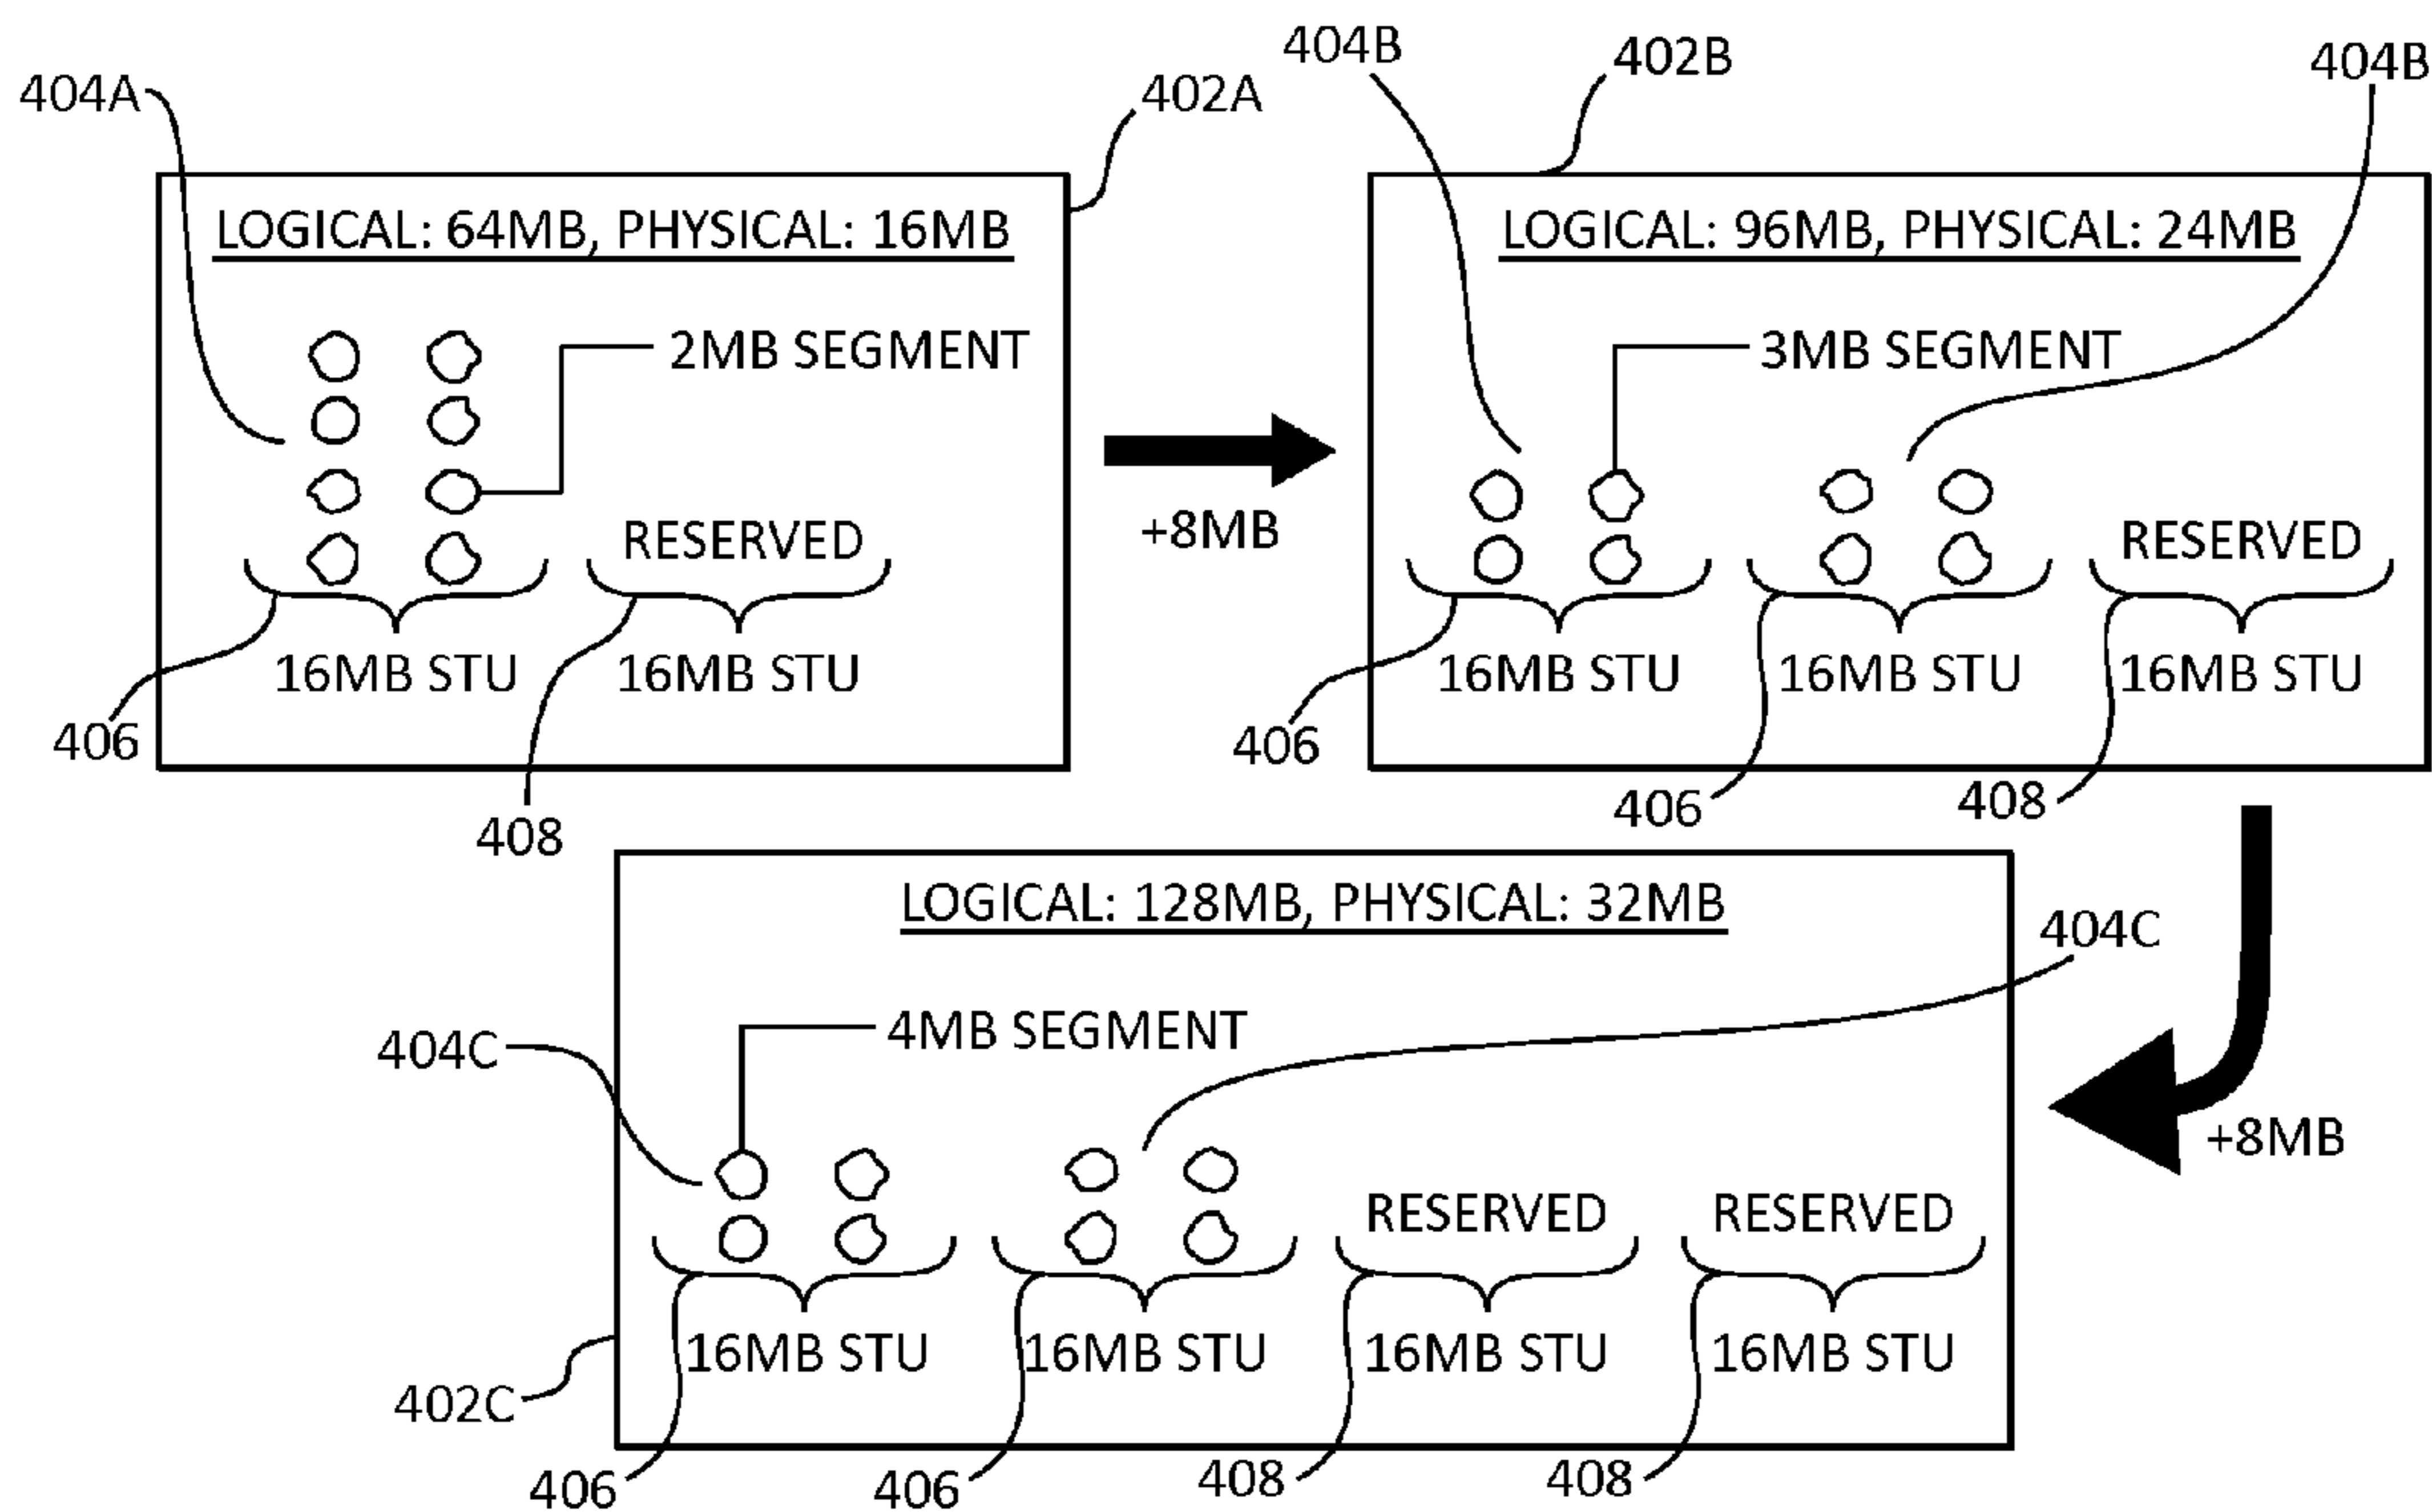 404B
402B
404B
404A
402A
LOGICAL: 64MB, PHYSICAL: 16MB
LOGICAL: 96MB, PHYSICAL: 24MB
2MB SEGMENT
3MB SEGMENT
+8MB
RESERVED
RESERVED
16MB STU
16MB STU
16MB STU
16MB STU
16MB STU
406
406
408
406
408
LOGICAL: 128MB, PHYSICAL: 32MB
404C
4MB SEGMENT
404C
+8MB
RESERVED
RESERVED
16MB STU
16MB STU
16MB STU
16MB STU
402C
406
406
408
408